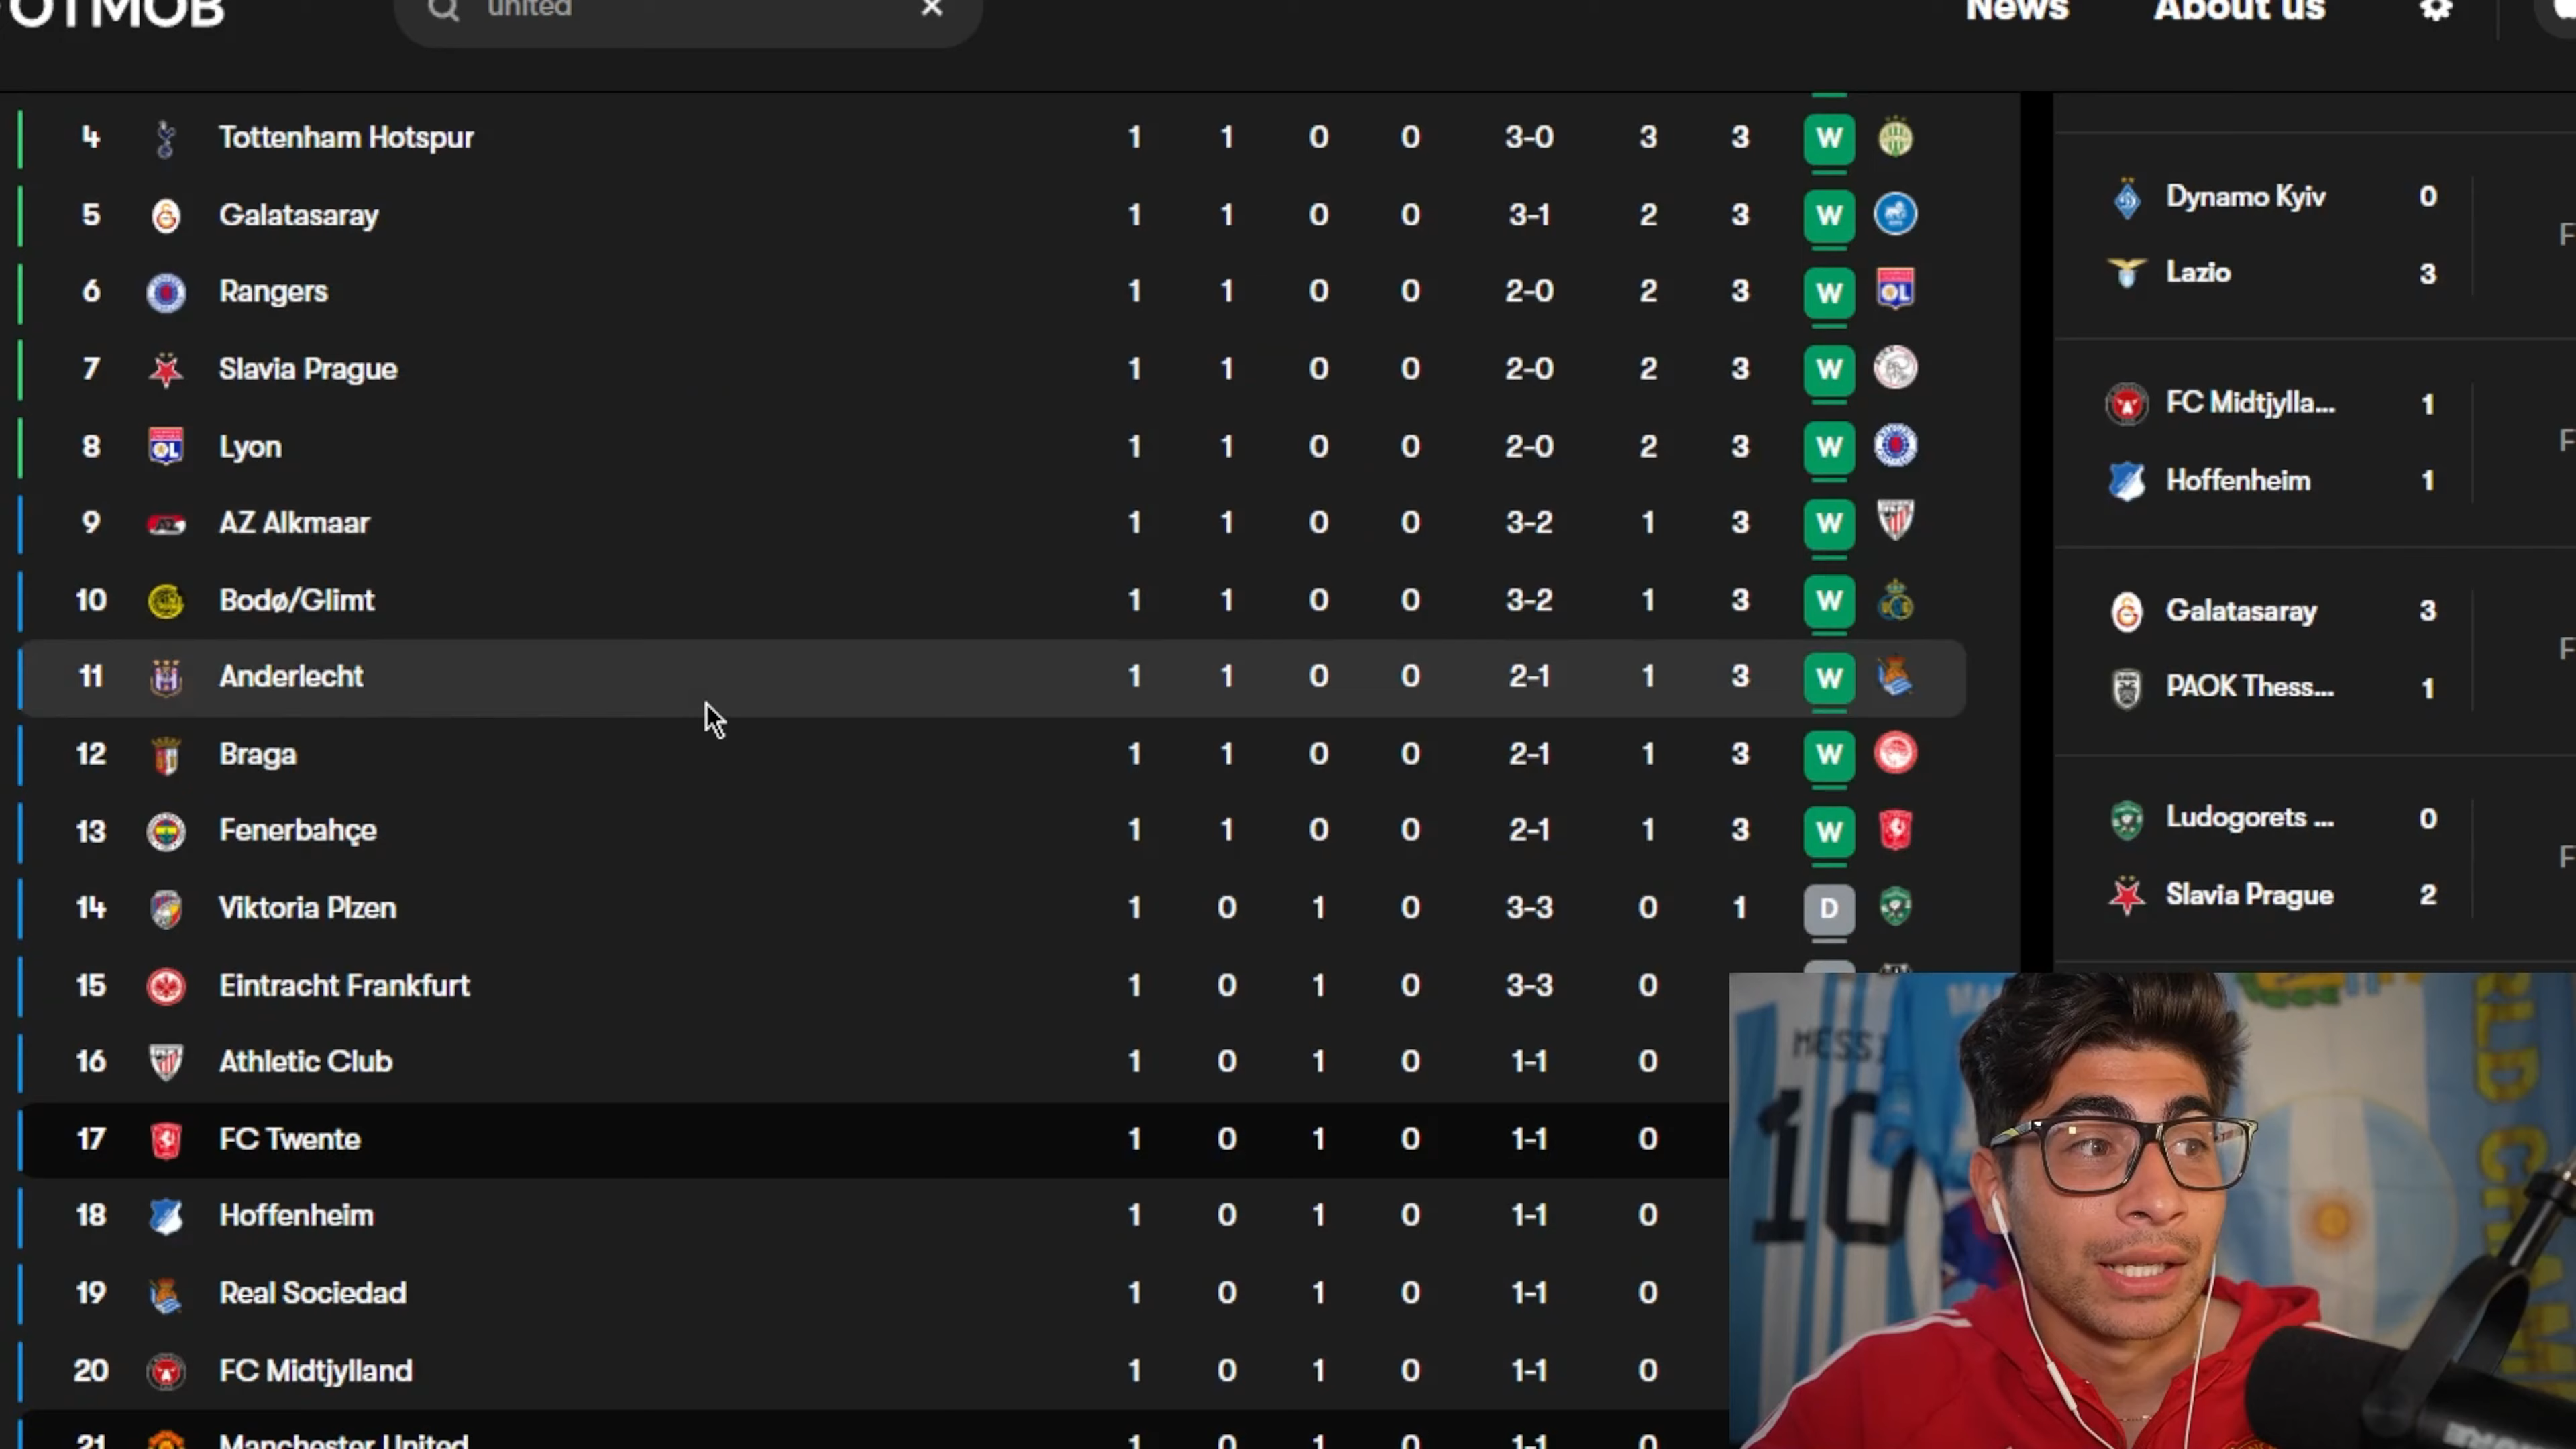 OTMOB
united
News
About us
4 Tottenham Hotspur 1 1 0 0 3-0 3 3 W
5 Galatasaray 1 1 0 0 3-1 2 3 W
6 Rangers 1 1 0 0 2-0 2 3 W
7 Slavia Prague 1 1 0 0 2-0 2 3 W
8 Lyon 1 1 0 0 2-0 2 3 W
9 AZ Alkmaar 1 1 0 0 3-2 1 3 W
10 Bodø/Glimt 1 1 0 0 3-2 1 3 W
11 Anderlecht 1 1 0 0 2-1 1 3 W
12 Braga 1 1 0 0 2-1 1 3 W
13 Fenerbahçe 1 1 0 0 2-1 1 3 W
14 Viktoria Plzen 1 0 1 0 3-3 0 1 D
15 Eintracht Frankfurt 1 0 1 0 3-3 0
16 Athletic Club 1 0 1 0 1-1 0
17 FC Twente 1 0 1 0 1-1 0
18 Hoffenheim 1 0 1 0 1-1 0
19 Real Sociedad 1 0 1 0 1-1 0
20 FC Midtjylland 1 0 1 0 1-1 0
21 Manchester United 1 0 1 0 1-1 0
Dynamo Kyiv 0
F
Lazio 3
FC Midtjylla... 1
F
Hoffenheim 1
Galatasaray 3
F
PAOK Thess... 1
Ludogorets ... 0
F
Slavia Prague 2
MESSI
10
RLD CHAM